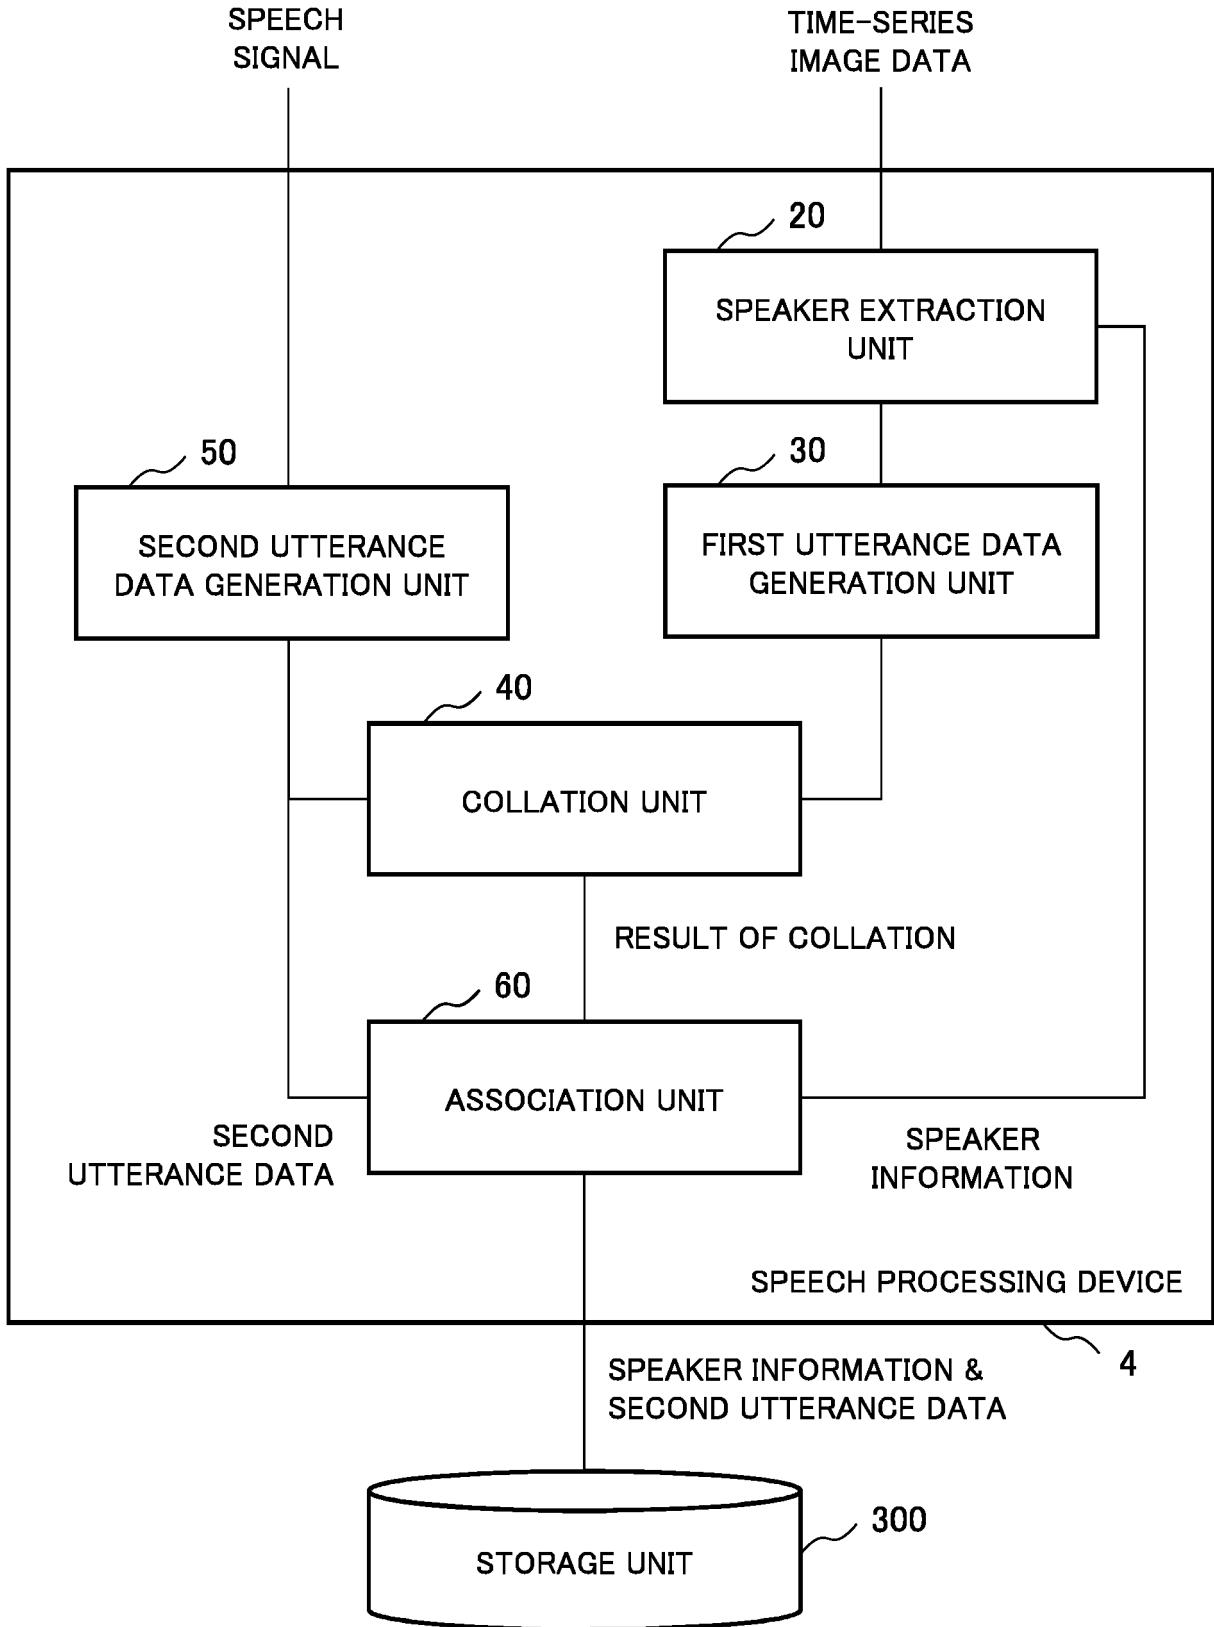 SPEECH
SIGNAL
TIME-SERIES
IMAGE DATA
20
SPEAKER EXTRACTION
UNIT
50
SECOND UTTERANCE
DATA GENERATION UNIT
30
FIRST UTTERANCE DATA
GENERATION UNIT
40
COLLATION UNIT
RESULT OF COLLATION
60
ASSOCIATION UNIT
SECOND
UTTERANCE DATA
SPEAKER
INFORMATION
SPEECH PROCESSING DEVICE
4
SPEAKER INFORMATION &
SECOND UTTERANCE DATA
300
STORAGE UNIT